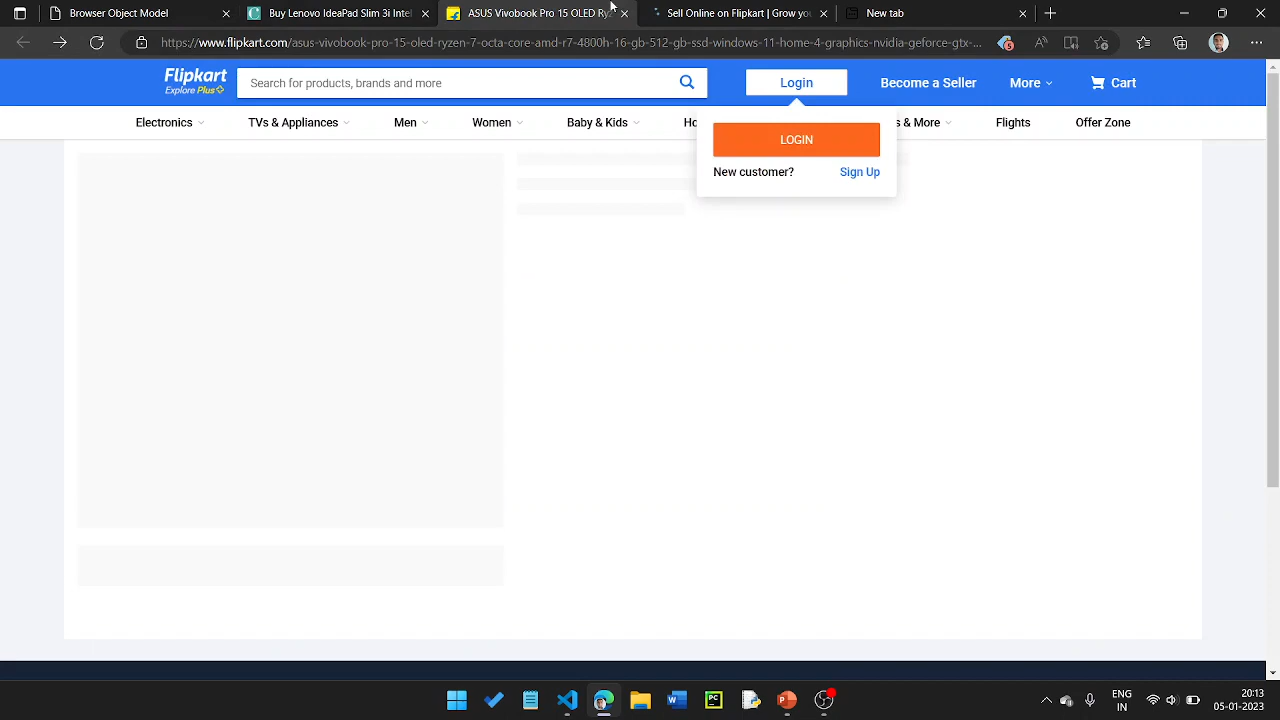 Browser Object Model
Buy Lenovo IdeaPad Slim 3i Intel
ASUS Vivobook Pro 15 OLED Ryz
Sell Online on Flipkart | Grow you
New tab
https://www.flipkart.com/asus-vivobook-pro-15-oled-ryzen-7-octa-core-amd-r7-4800h-16-gb-512-gb-ssd-windows-11-home-4-graphics-nvidia-geforce-gtx-...
Flipkart
Explore Plus
Search for products, brands and more
Login
Become a Seller
More
Cart
Electronics
TVs & Appliances
Men
Women
Baby & Kids
Ho
s & More
Flights
Offer Zone
LOGIN
New customer?
Sign Up
ENG
IN
20:13
05-01-2023